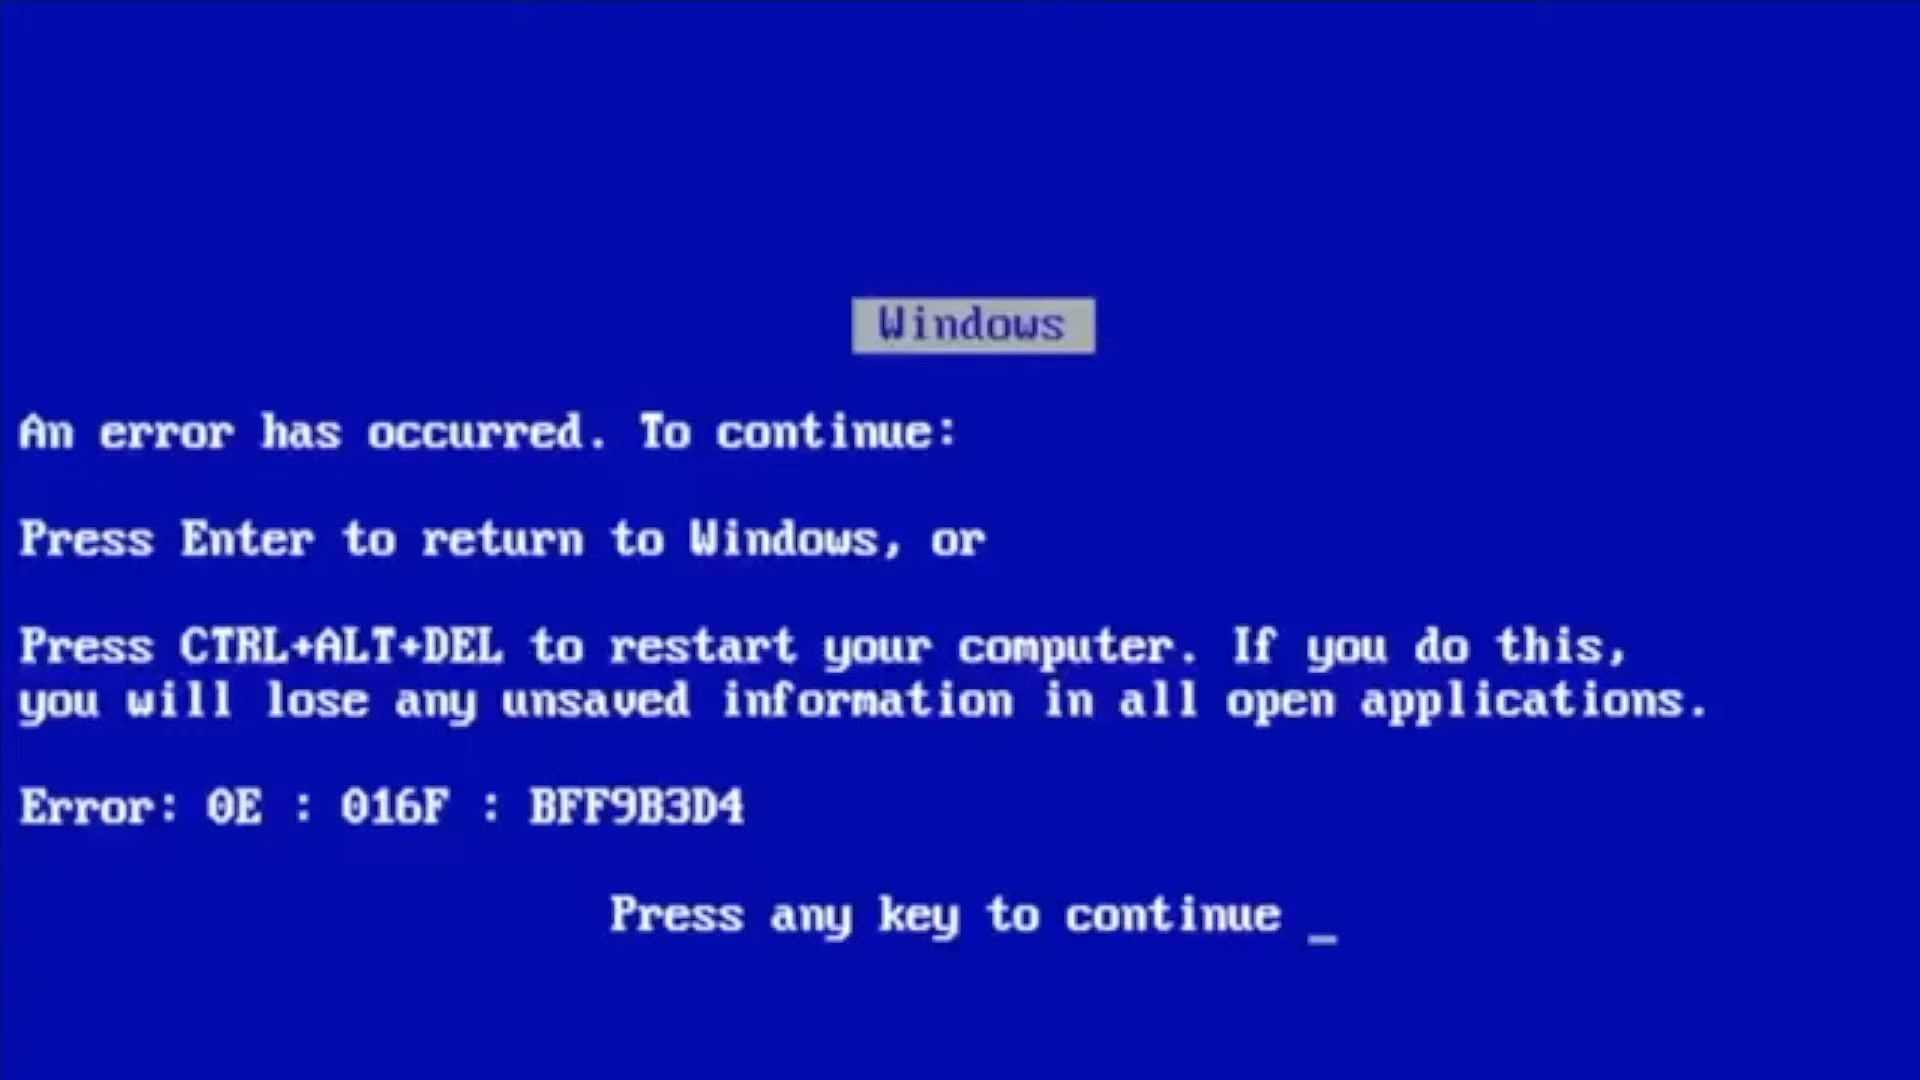 Windows
An error has occurred. To continue:
Press Enter to return to Windows, or
Press CTRL+ALT+DEL to restart your computer. If you do this,
you will lose any unsaved information in all open applications.
Error: 0E : 016F : BFF9B3D4
Press any key to continue _